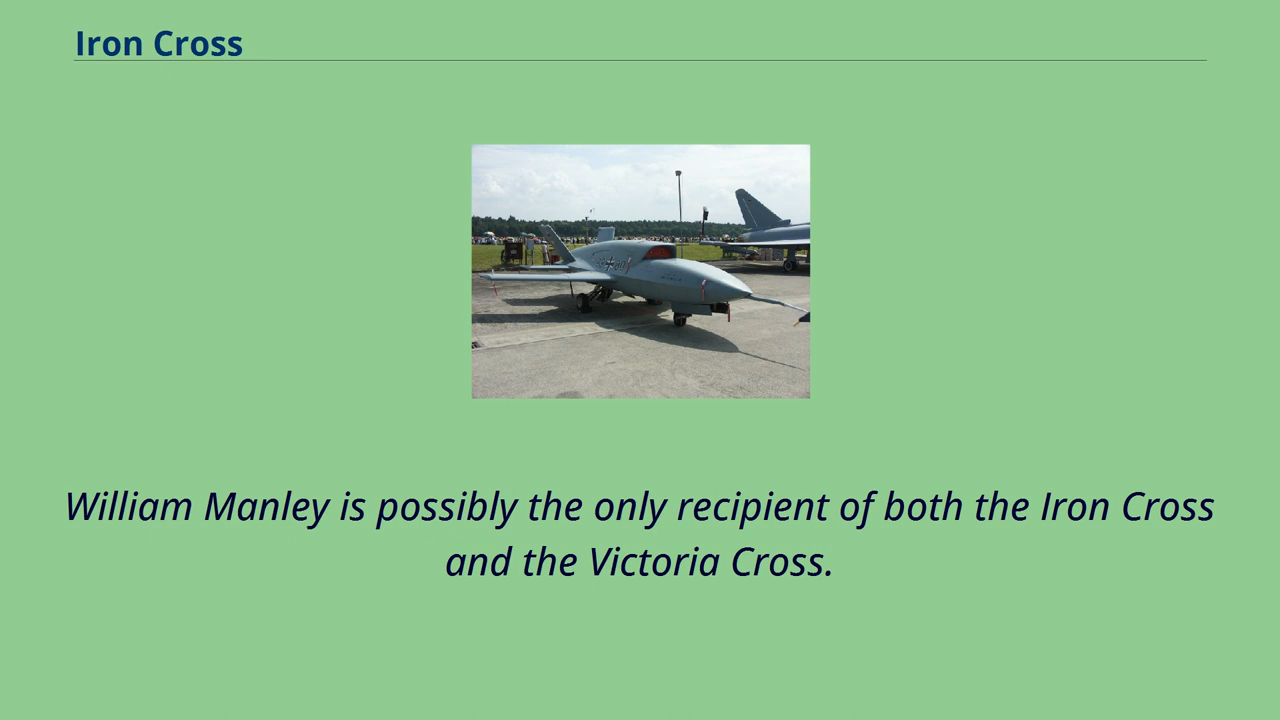 Iron Cross
William Manley is possibly the only recipient of both the Iron Cross
and the Victoria Cross.